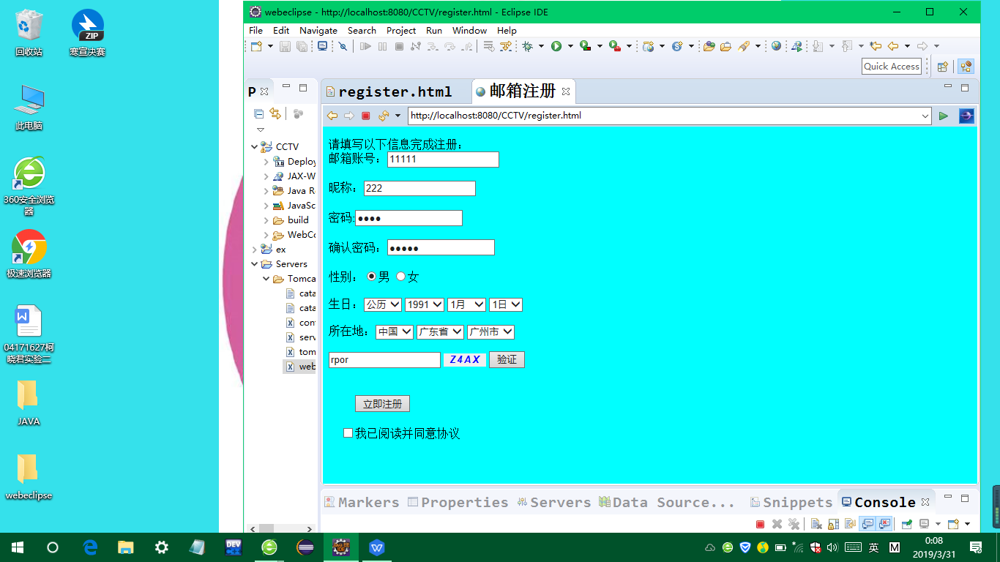 回收站
ZIP
寒宣决赛
此电脑
360安全浏览
器
极速浏览器
04171627柯
晓君实验二
JAVA
webeclipse
webeclipse - http://localhost:8080/CCTV/register.html - Eclipse IDE
File Edit Navigate Search Project Run Window Help
Quick Access
P
register.html
邮箱注册
http://localhost:8080/CCTV/register.html
CCTV
Deploy
JAX-W
Java R
JavaSc
build
WebCo
ex
Servers
Tomca
cata
cata
conf
serv
tom
web
请填写以下信息完成注册：
邮箱账号：11111
昵称：222
密码:●●●●
确认密码：●●●●●
性别： 男 女
生日：公历 1991 1月 1日
所在地：中国 广东省 广州市
rpor Z4AX 验证
立即注册
我已阅读并同意协议
Markers Properties Servers Data Source... Snippets Console
DEV
英 M
0:08
2019/3/31